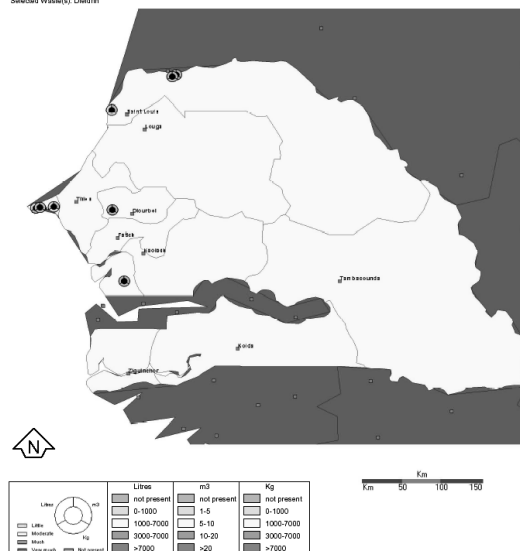 Selected Waste(s): Dieldrin
Saint Louis
Louga
Thies
Diourbel
Fatick
Kaolack
Tambacounda
Kolda
Ziguinchor
N
Km
Km 50 100 150
Litres m3 Kg
Litres m3 not present not present not present
Kg 0-1000 1-5 0-1000
Little 1000-7000 5-10 1000-7000
Moderate 3000-7000 10-20 3000-7000
Much >7000 >20 >7000
Very much Not present